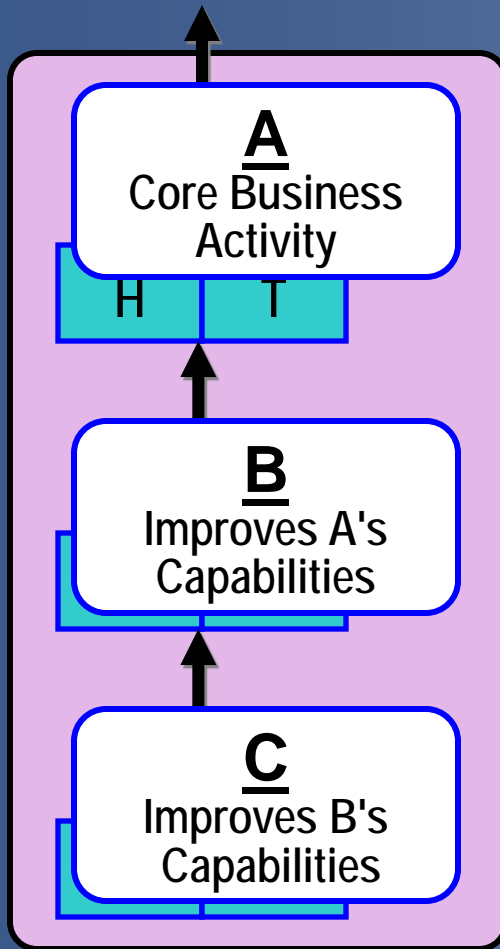 A
Core Business
Activity
H T
B
Improves A's
Capabilities
C
Improves B's
Capabilities